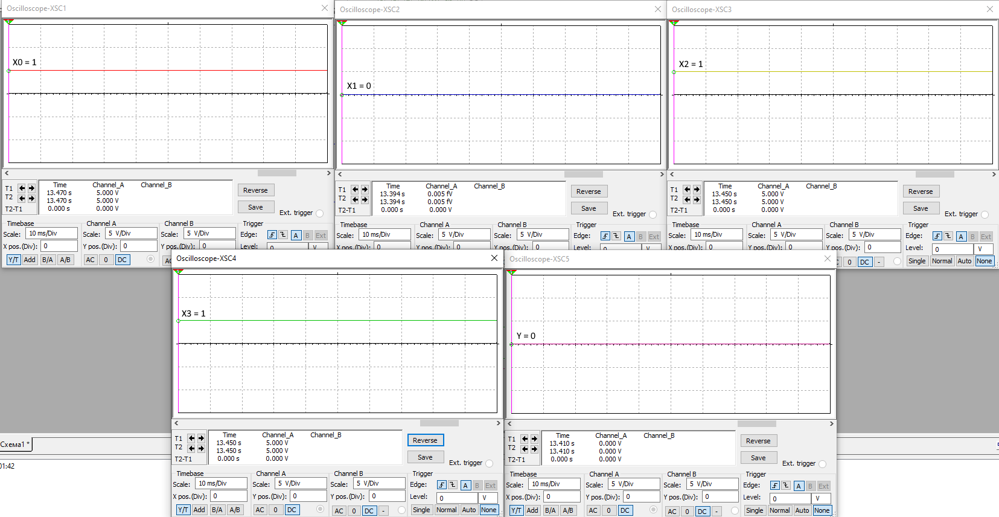 Oscilloscope-XSC1
X0 = 1
Time Channel_A Channel_B
T1 13.470 s 5.000 V
T2 13.470 s 5.000 V
T2-T1 0.000 s 0.000 V
Reverse
Save
Ext. trigger
Timebase Channel A Channel B Trigger
Scale: 10 ms/Div Scale: 5 V/Div Scale: 5 V/Div Edge: A B Ext
X pos.(Div): 0 Y pos.(Div): 0 Y pos.(Div): 0 Level: 0 V
Y/T Add B/A A/B AC 0 DC AC
Oscilloscope-XSC2
X1 = 0
Time Channel_A Channel_B
T1 13.394 s 0.005 fV
T2 13.394 s 0.005 fV
T2-T1 0.000 s 0.000 V
Reverse
Save
Ext. trigger
Timebase Channel A Channel B Trigger
Scale: 10 ms/Div Scale: 5 V/Div Scale: 5 V/Div Edge: A B Ext
X pos.(Div): 0 Y pos.(Div): 0 Y pos.(Div): 0 Level: 0 V
Oscilloscope-XSC3
X2 = 1
Time Channel_A Channel_B
T1 13.450 s 5.000 V
T2 13.450 s 5.000 V
T2-T1 0.000 s 0.000 V
Reverse
Save
Ext. trigger
Timebase Channel A Channel B Trigger
Scale: 10 ms/Div Scale: 5 V/Div Scale: 5 V/Div Edge: A B Ext
X pos.(Div): 0 Y pos.(Div): 0 Y pos.(Div): 0 Level: 0 V
0 DC - Single Normal Auto None
Oscilloscope-XSC4
X3 = 1
Time Channel_A Channel_B
T1 13.450 s 5.000 V
T2 13.450 s 5.000 V
T2-T1 0.000 s 0.000 V
Reverse
Save
Ext. trigger
Timebase Channel A Channel B Trigger
Scale: 10 ms/Div Scale: 5 V/Div Scale: 5 V/Div Edge: A B Ext
X pos.(Div): 0 Y pos.(Div): 0 Y pos.(Div): 0 Level: 0 V
Y/T Add B/A A/B AC 0 DC AC 0 DC - Single Normal Auto None
Oscilloscope-XSC5
Y = 0
Time Channel_A Channel_B
T1 13.410 s 0.000 V
T2 13.410 s 0.000 V
T2-T1 0.000 s 0.000 V
Reverse
Save
Ext. trigger
Timebase Channel A Channel B Trigger
Scale: 10 ms/Div Scale: 5 V/Div Scale: 5 V/Div Edge: A B Ext
X pos.(Div): 0 Y pos.(Div): 0 Y pos.(Div): 0 Level: 0 V
Y/T Add B/A A/B AC 0 DC AC 0 DC - Single Normal Auto None
Схема1 *
01:42